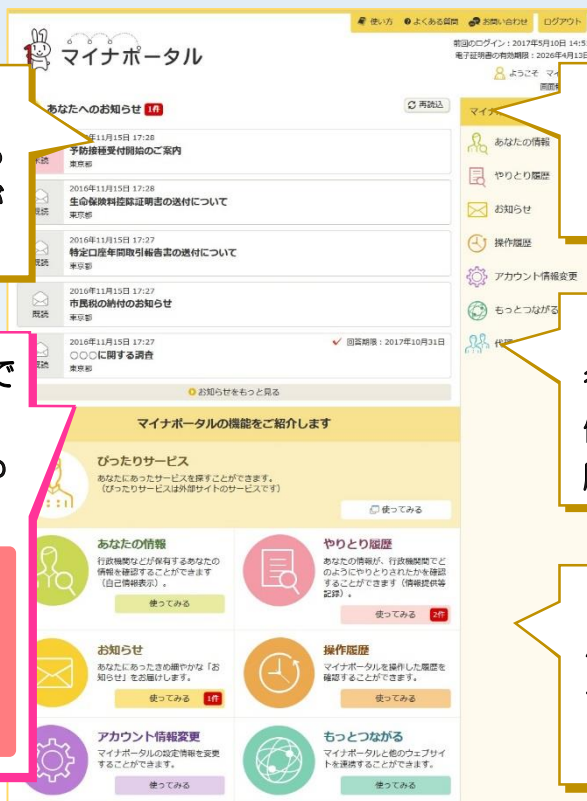 使い方
よくある質問
お問い合わせ
ログアウト
マイナポータル
前回のログイン：2017年5月10日 14:5
電子証明書の有効期限：2026年4月13日
ようこそ マイ
あなたへのお知らせ 1件
再読込
年11月15日 17:28
予防接種受付開始のご案内
東京都
2016年11月15日 17:28
生命保険料控除証明書の送付について
既読
東京都
2016年11月15日 17:27
特定口座年間取引報告書の送付について
既読
東京都
2016年11月15日 17:27
市民税の納付のお知らせ
既読
東京都
2016年11月15日 17:27
回答期限：2017年10月31日
○○○に関する調査
東京都
お知らせをもっと見る
あなたの情報
やりとり履歴
お知らせ
操作履歴
アカウント情報変更
もっとつながる
で
マイナポータルの機能をご紹介します
ぴったりサービス
あなたにあったサービスを探すことができます。
（ぴったりサービスは外部サイトのサービスです）
使ってみる
あなたの情報
行政機関などが保有するあなたの
情報を確認することができます
（自己情報表示）。
使ってみる
やりとり履歴
あなたの情報が、行政機関間でど
のようにやりとりされたかを確認
することができます（情報提供等
記録）。
使ってみる 2件
お知らせ
あなたにあったきめ細やかな「お
知らせ」をお届けします。
使ってみる 1件
操作履歴
マイナポータルを操作した履歴を
確認することができます。
使ってみる
アカウント情報変更
マイナポータルの設定情報を変更
することができます。
使ってみる
もっとつながる
マイナポータルと他のウェブサイ
トを連携することができます。
使ってみる